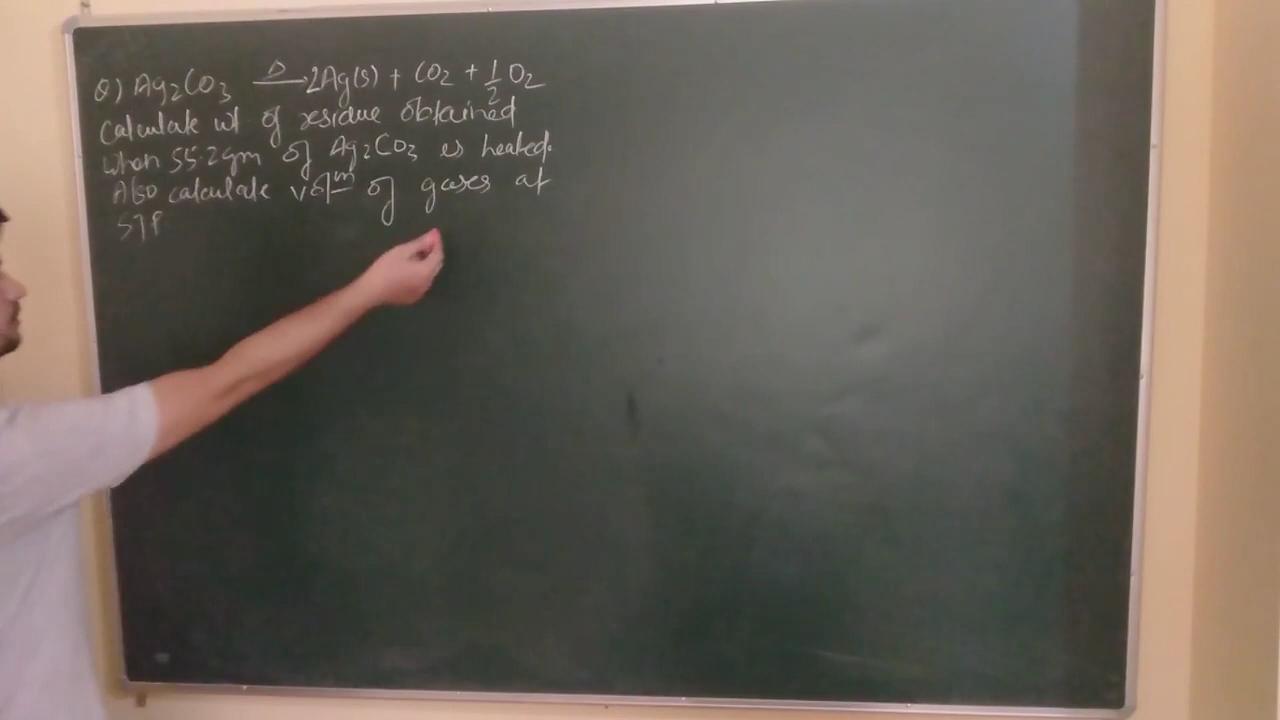 Q) Ag2CO3 —Δ→ 2Ag(s) + CO2 + 1/2 O2
Calculate wt of residue obtained
when 55.2gm of Ag2CO3 is heated.
Also calculate volm of gases at
STP